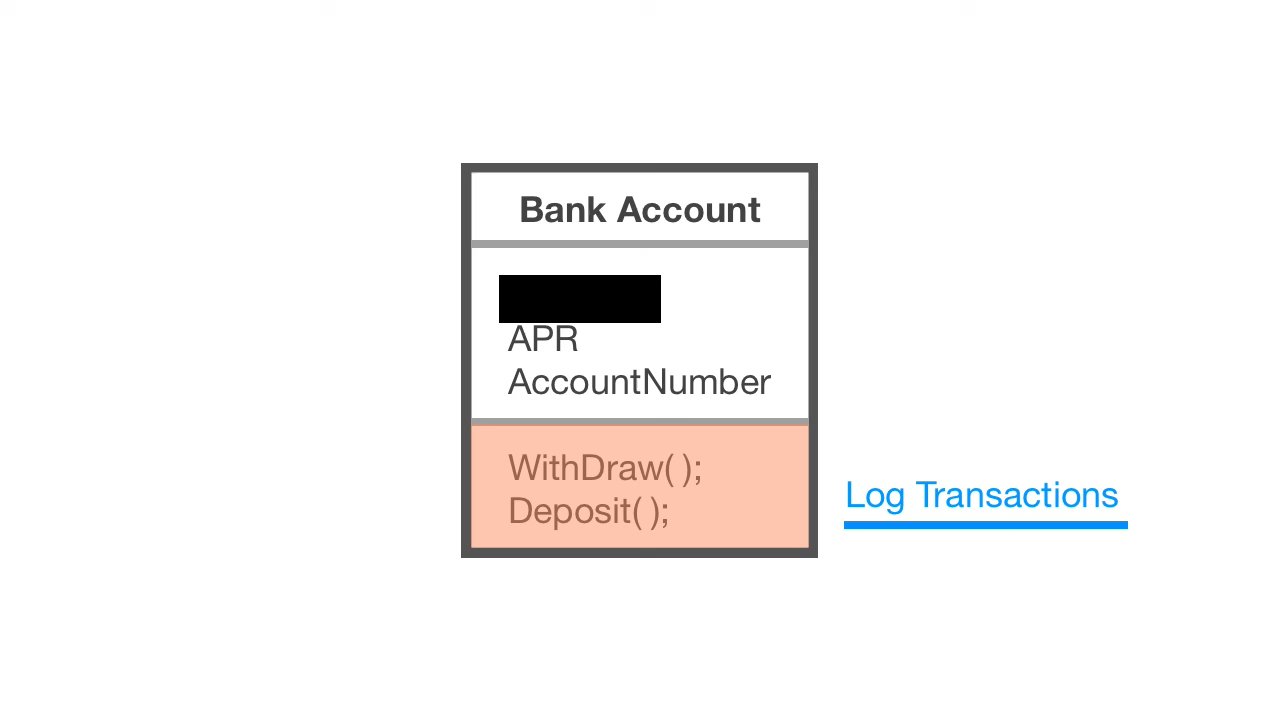 Bank Account
APR
AccountNumber
WithDraw( );
Deposit( );
Log Transactions